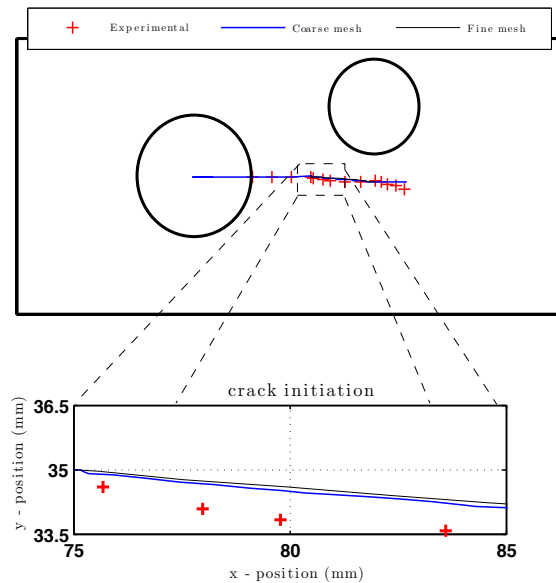 Experimental
Coarse mesh
Fine mesh
crack initiation
36.5
35
33.5
y - position (mm)
75
80
85
x - position (mm)